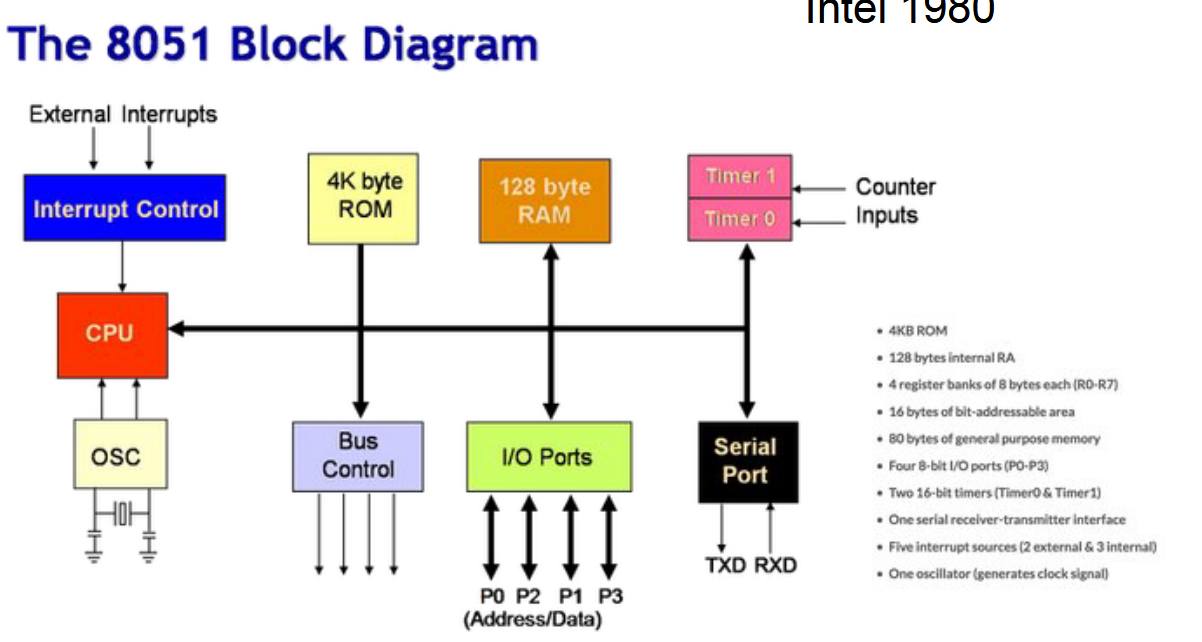 Intel 1980
The 8051 Block Diagram
External Interrupts
Interrupt Control
4K byte
ROM
128 byte
RAM
Timer 1
Timer 0
Counter
Inputs
CPU
OSC
Bus
Control
I/O Ports
Serial
Port
TXD RXD
P0 P2 P1 P3
(Address/Data)
• 4KB ROM
• 128 bytes internal RA
• 4 register banks of 8 bytes each (R0-R7)
• 16 bytes of bit-addressable area
• 80 bytes of general purpose memory
• Four 8-bit I/O ports (P0-P3)
• Two 16-bit timers (Timer0 & Timer1)
• One serial receiver-transmitter interface
• Five interrupt sources (2 external & 3 internal)
• One oscillator (generates clock signal)